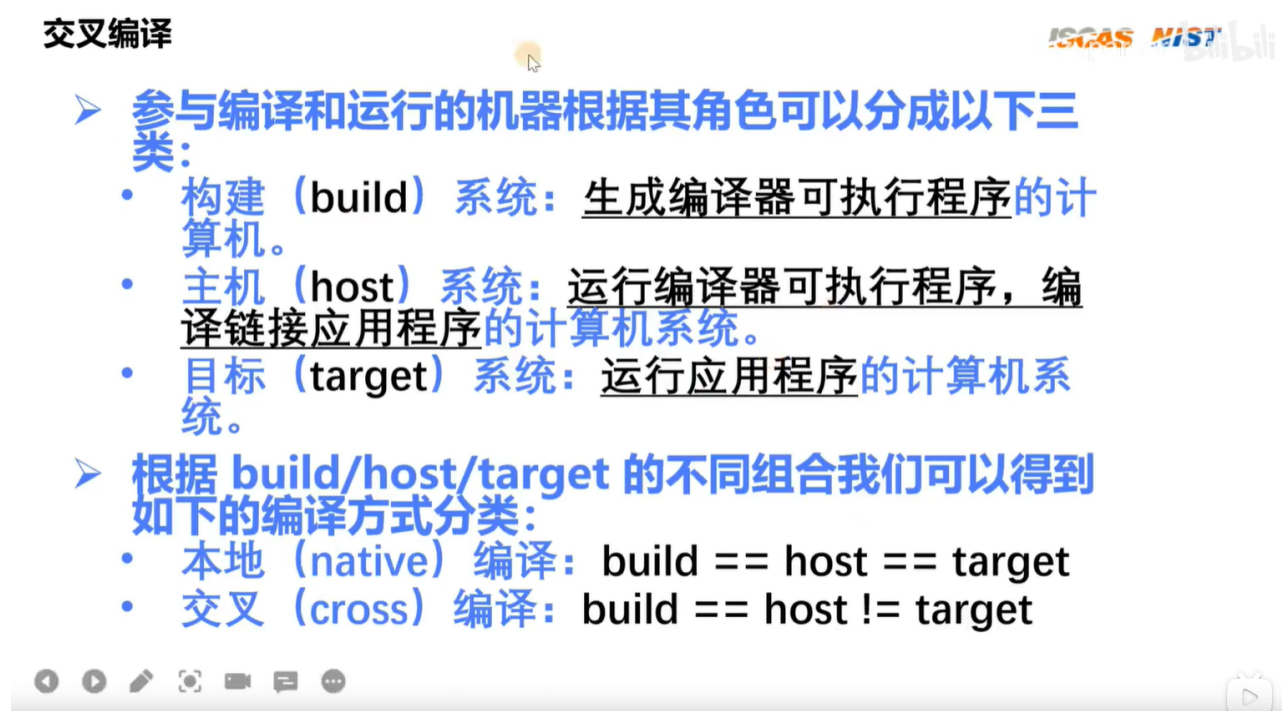 交叉编译
ISCAS NIST
bilibili
➢ 参与编译和运行的机器根据其角色可以分成以下三
类：
• 构建（build）系统：生成编译器可执行程序的计
算机。
• 主机（host）系统：运行编译器可执行程序，编
译链接应用程序的计算机系统。
• 目标（target）系统：运行应用程序的计算机系
统。
➢ 根据 build/host/target 的不同组合我们可以得到
如下的编译方式分类：
• 本地（native）编译：build == host == target
• 交叉（cross）编译：build == host != target